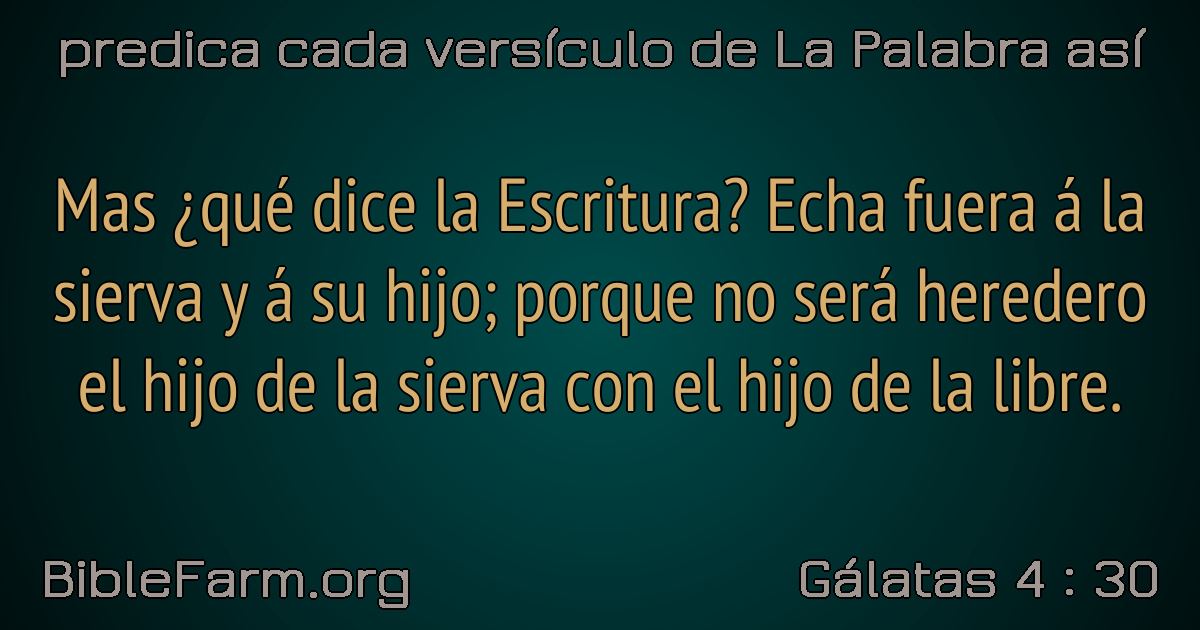 predica cada versículo de La Palabra así
Mas ¿qué dice la Escritura? Echa fuera á la
sierva y á su hijo; porque no será heredero
el hijo de la sierva con el hijo de la libre.
BibleFarm.org
Gálatas 4 : 30